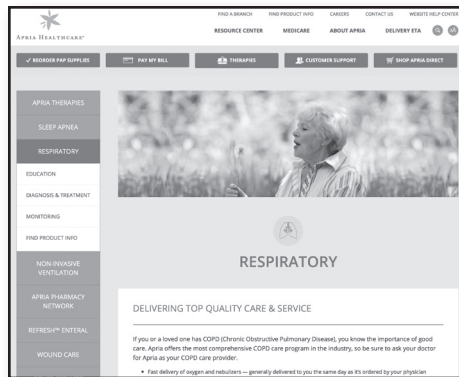 FIND A BRANCH FIND PRODUCT INFO CAREERS CONTACT US WEBSITE HELP CENTER
APRIA HEALTHCARE®
RESOURCE CENTER MEDICARE ABOUT APRIA DELIVERY ETA AA
✓ REORDER PAP SUPPLIES PAY MY BILL THERAPIES CUSTOMER SUPPORT SHOP APRIA DIRECT
APRIA THERAPIES
SLEEP APNEA
RESPIRATORY
EDUCATION
DIAGNOSIS & TREATMENT
MONITORING
FIND PRODUCT INFO
NON-INVASIVE
VENTILATION
APRIA PHARMACY
NETWORK
REFRESH℠ ENTERAL
WOUND CARE
RESPIRATORY
DELIVERING TOP QUALITY CARE & SERVICE
If you or a loved one has COPD (Chronic Obstructive Pulmonary Disease), you know the importance of good
care. Apria offers the most comprehensive COPD care program in the industry, so be sure to ask your doctor
for Apria as your COPD care provider.
• Fast delivery of oxygen and nebulizers — generally delivered to you the same day as it's ordered by your physician